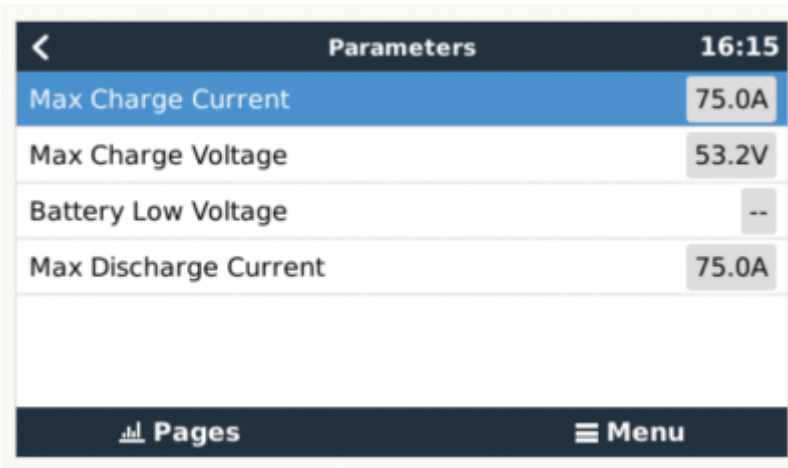 Parameters 16:15
Max Charge Current 75.0A
Max Charge Voltage 53.2V
Battery Low Voltage --
Max Discharge Current 75.0A
Pages Menu